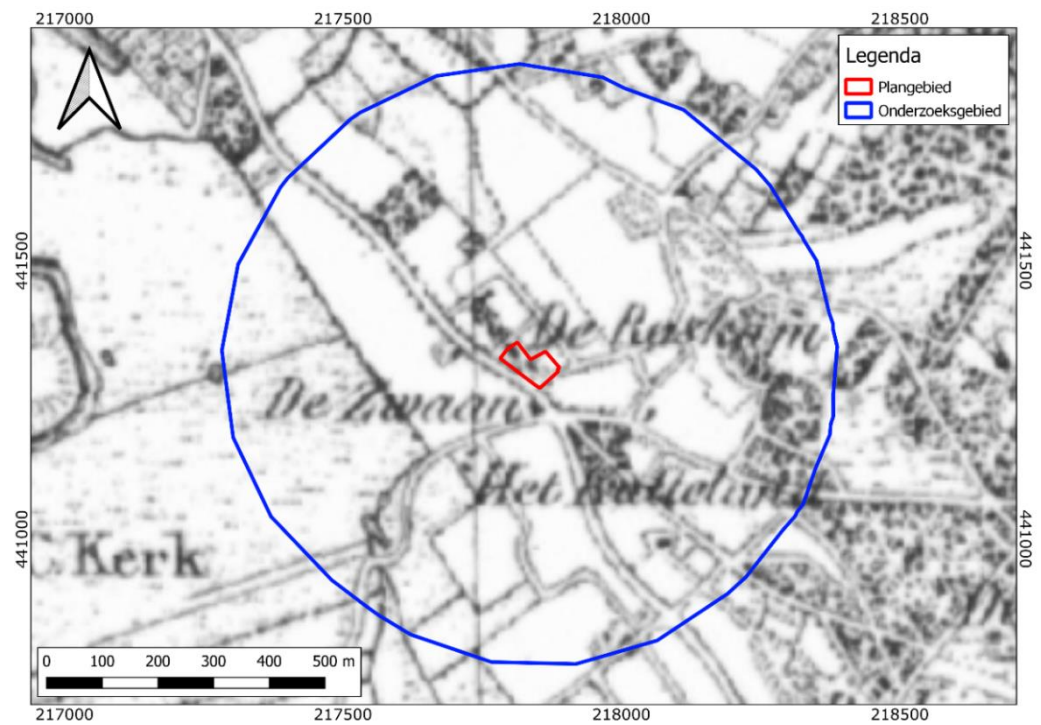 217000 217500 218000 218500
Legenda
Plangebied
Onderzoeksgebied
441500 441500
De Roskam
De Zwaan
Het
441000 441000
Kerk
0 100 200 300 400 500 m
217000 217500 218000 218500